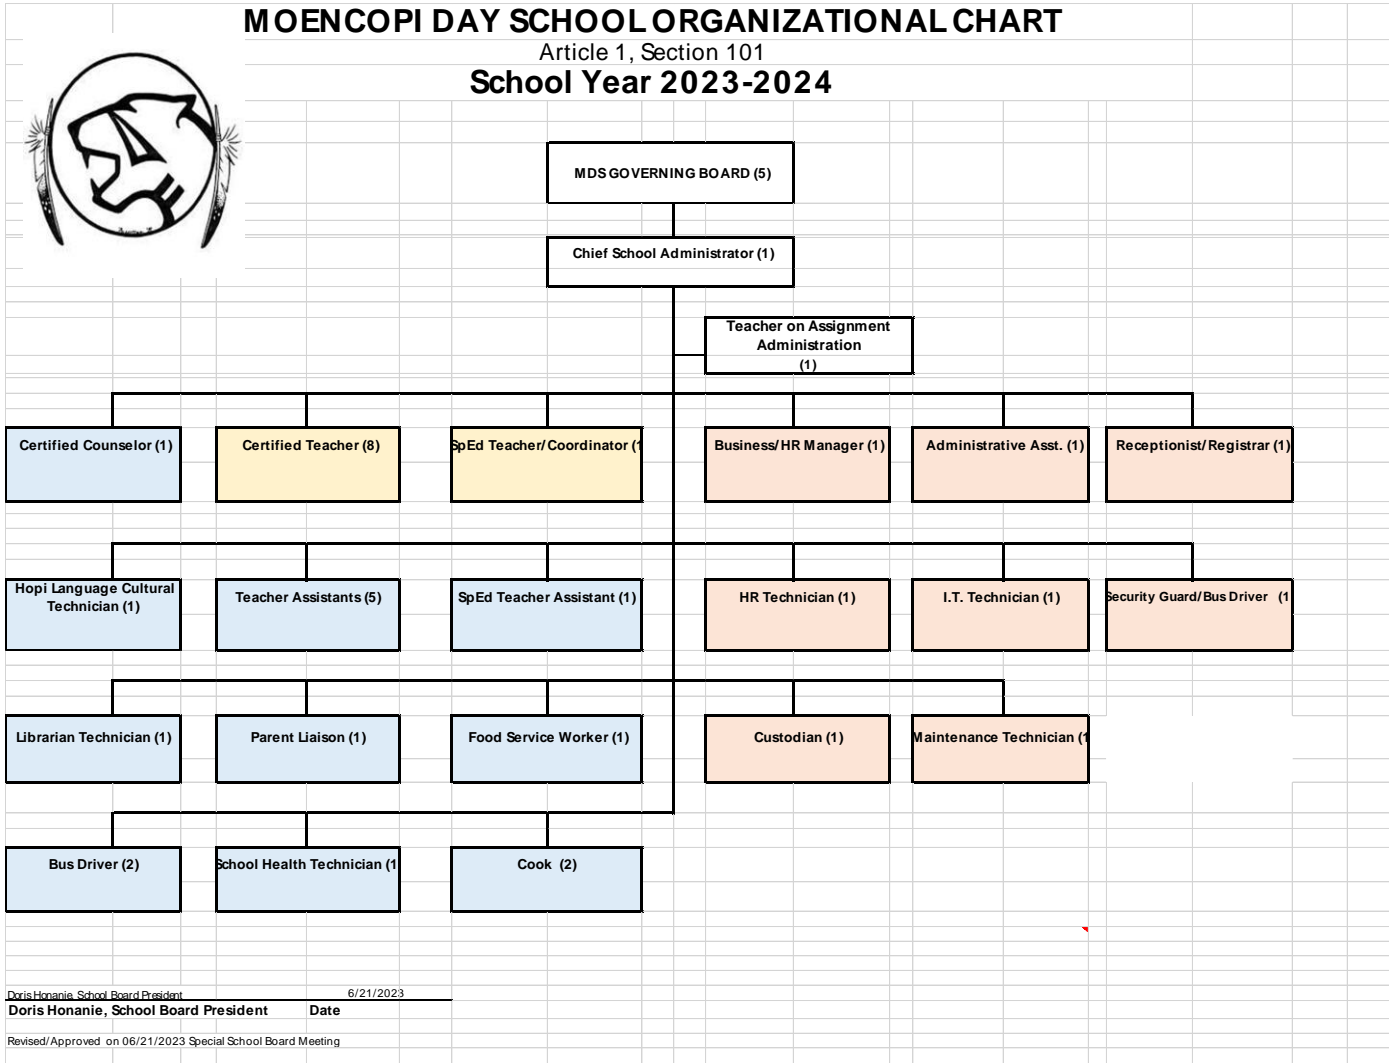 MOENCOPI DAY SCHOOL ORGANIZATIONAL CHART
Article 1, Section 101
School Year 2023-2024
MDS GOVERNING BOARD (5)
Chief School Administrator (1)
Teacher on Assignment
Administration
(1)
Certified Counselor (1)
Certified Teacher (8)
SpEd Teacher/Coordinator (1
Business/HR Manager (1)
Administrative Asst. (1)
Receptionist/Registrar (1)
Hopi Language Cultural
Technician (1)
Teacher Assistants (5)
SpEd Teacher Assistant (1)
HR Technician (1)
I.T. Technician (1)
Security Guard/Bus Driver (1
Librarian Technician (1)
Parent Liaison (1)
Food Service Worker (1)
Custodian (1)
Maintenance Technician (1
Bus Driver (2)
School Health Technician (1
Cook (2)
Doris Honanie, School Board President 6/21/2023
Doris Honanie, School Board President Date
Revised/Approved on 06/21/2023 Special School Board Meeting